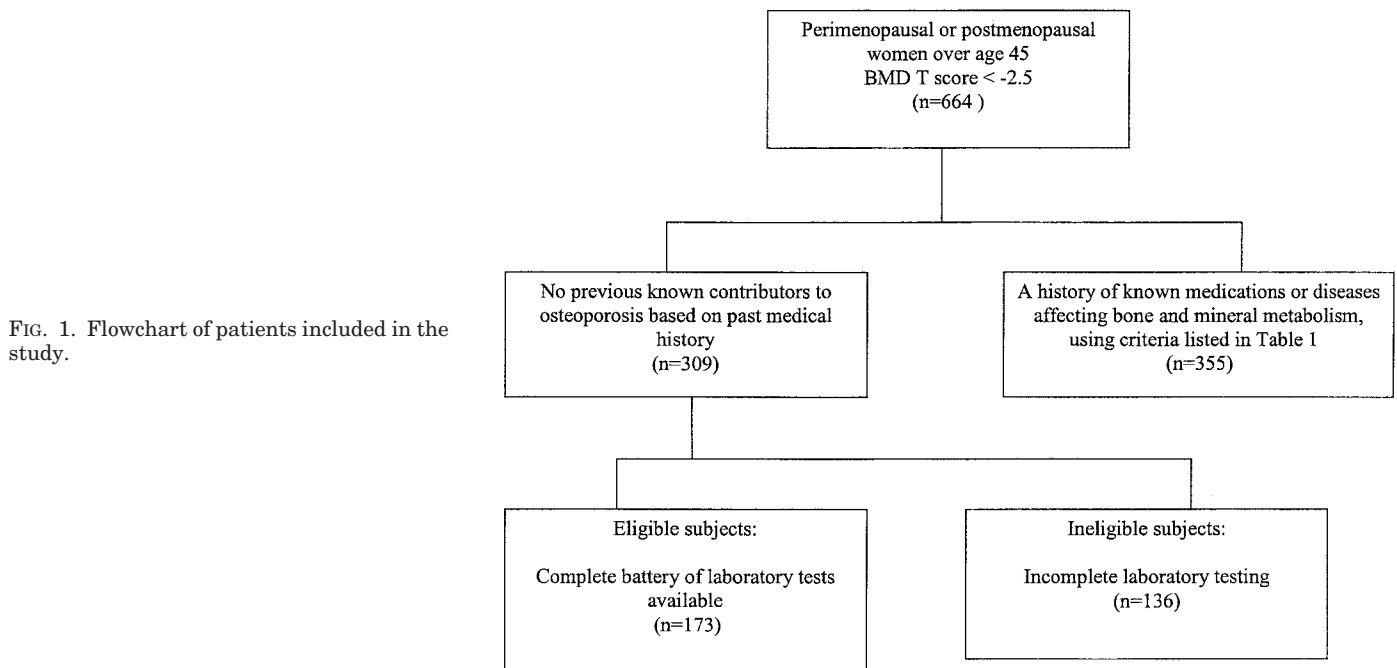 Perimenopausal or postmenopausal
women over age 45
BMD T score < -2.5
(n=664 )
No previous known contributors to
osteoporosis based on past medical
history
(n=309)
A history of known medications or diseases
affecting bone and mineral metabolism,
using criteria listed in Table 1
(n=355)
FIG. 1. Flowchart of patients included in the
study.
Eligible subjects:
Complete battery of laboratory tests
available
(n=173)
Ineligible subjects:
Incomplete laboratory testing
(n=136)